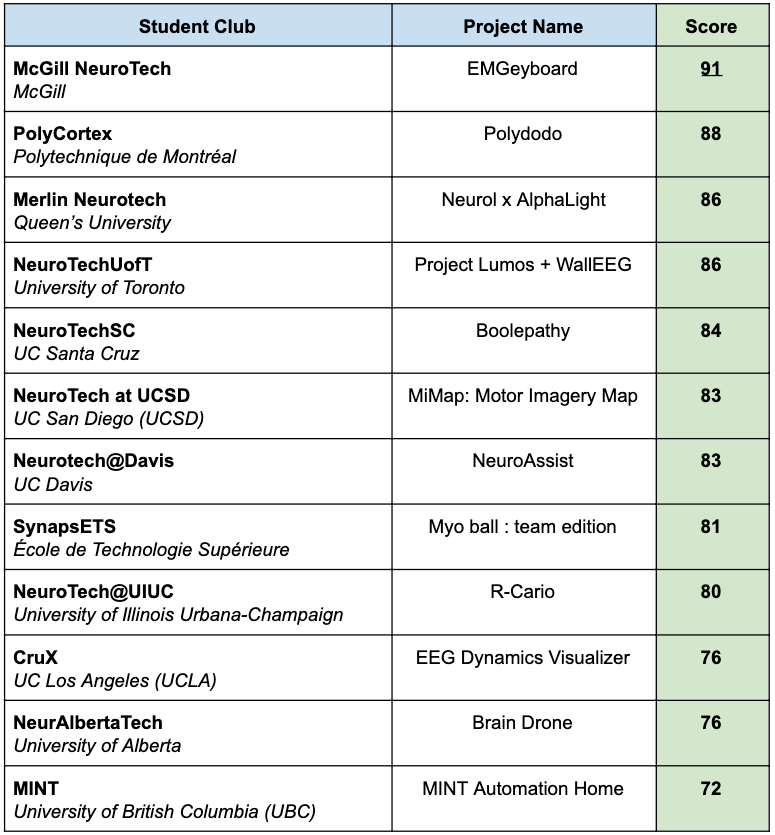 Student Club Project Name Score
McGill NeuroTech EMGeyboard 91
McGill
PolyCortex Polydodo 88
Polytechnique de Montréal
Merlin Neurotech Neurol x AlphaLight 86
Queen’s University
NeuroTechUofT Project Lumos + WallEEG 86
University of Toronto
NeuroTechSC Boolepathy 84
UC Santa Cruz
NeuroTech at UCSD MiMap: Motor Imagery Map 83
UC San Diego (UCSD)
Neurotech@Davis NeuroAssist 83
UC Davis
SynapsETS Myo ball : team edition 81
École de Technologie Supérieure
NeuroTech@UIUC R-Cario 80
University of Illinois Urbana-Champaign
CruX EEG Dynamics Visualizer 76
UC Los Angeles (UCLA)
NeurAlbertaTech Brain Drone 76
University of Alberta
MINT MINT Automation Home 72
University of British Columbia (UBC)